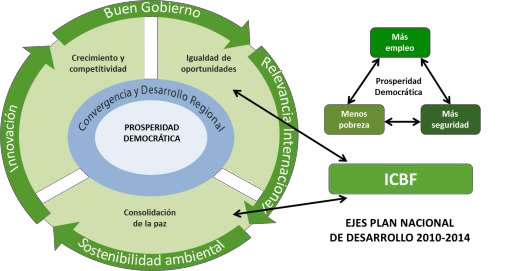 Buen Gobierno
Crecimiento y
competitividad
Igualdad de
oportunidades
Relevancia Internacional
Innovación
Convergencia y Desarrollo Regional
PROSPERIDAD
DEMOCRÁTICA
Consolidación
de la paz
Sostenibilidad ambiental
Más
empleo
Prosperidad
Democrática
Menos
pobreza
Más
seguridad
ICBF
EJES PLAN NACIONAL
DE DESARROLLO 2010-2014